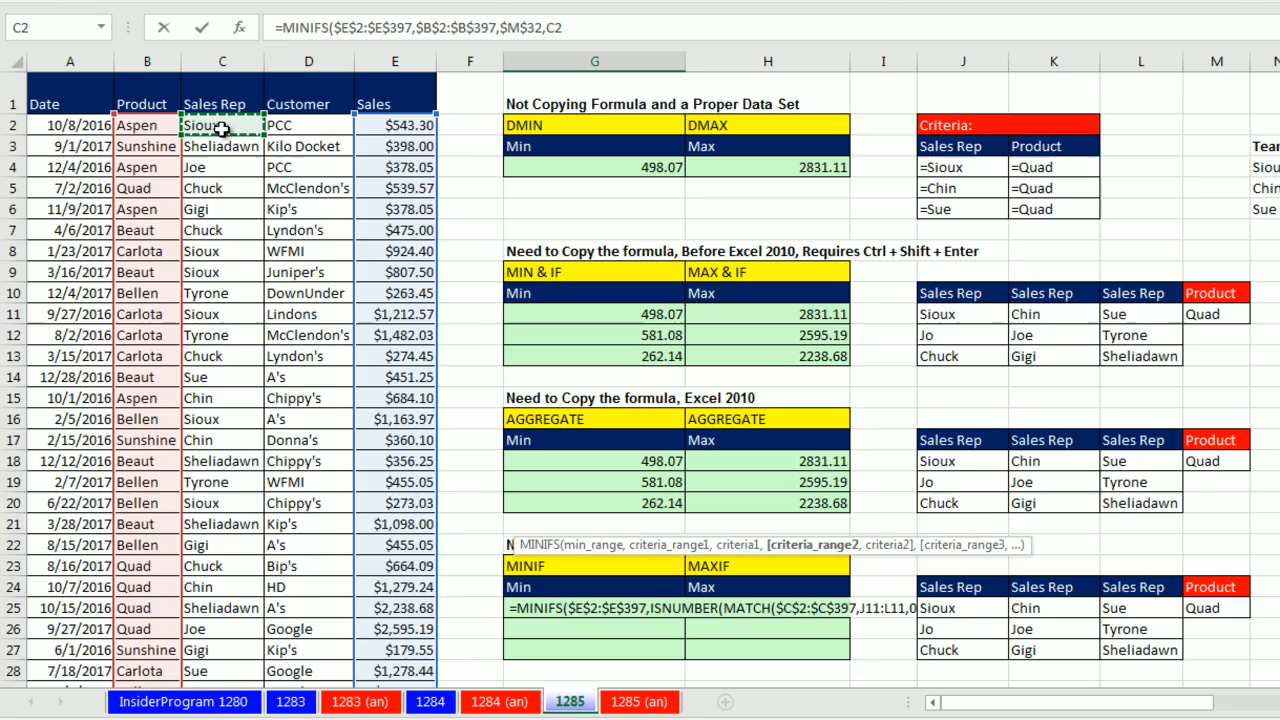 C2 =MINIFS($E$2:$E$397,$B$2:$B$397,$M$32,C2
A B C D E F G H I J K L M N
1 Date Product Sales Rep Customer Sales Not Copying Formula and a Proper Data Set
2 10/8/2016 Aspen Sioux PCC $543.30 DMIN DMAX Criteria:
3 9/1/2017 Sunshine Sheliadawn Kilo Docket $398.00 Min Max Sales Rep Product Team
4 12/4/2016 Aspen Joe PCC $378.05 498.07 2831.11 =Sioux =Quad Siou
5 7/2/2016 Quad Chuck McClendon's $539.57 =Chin =Quad Chin
6 11/9/2017 Aspen Gigi Kip's $378.05 =Sue =Quad Sue
7 4/6/2017 Beaut Chuck Lyndon's $475.00
8 1/23/2017 Carlota Sioux WFMI $924.40 Need to Copy the formula, Before Excel 2010, Requires Ctrl + Shift + Enter
9 3/16/2017 Beaut Sioux Juniper's $807.50 MIN & IF MAX & IF
10 12/4/2017 Bellen Tyrone DownUnder $263.45 Min Max Sales Rep Sales Rep Sales Rep Product
11 9/27/2017 Carlota Sioux Lindons $1,212.57 498.07 2831.11 Sioux Chin Sue Quad
12 8/2/2017 Carlota Tyrone McClendon's $1,482.03 581.08 2595.19 Jo Joe Tyrone
13 3/15/2017 Carlota Chuck Lyndon's $274.45 262.14 2238.68 Chuck Gigi Sheliadawn
14 12/28/2016 Beaut Sue A's $451.25
15 10/1/2016 Aspen Chin Chippy's $684.10 Need to Copy the formula, Excel 2010
16 2/5/2017 Bellen Sioux A's $1,163.97 AGGREGATE AGGREGATE
17 2/15/2017 Sunshine Chin Donna's $360.10 Min Max Sales Rep Sales Rep Sales Rep Product
18 12/12/2016 Beaut Sheliadawn Chippy's $356.25 498.07 2831.11 Sioux Chin Sue Quad
19 2/7/2017 Bellen Tyrone WFMI $455.05 581.08 2595.19 Jo Joe Tyrone
20 6/22/2017 Bellen Sioux Chippy's $273.03 262.14 2238.68 Chuck Gigi Sheliadawn
21 3/28/2017 Beaut Sheliadawn Kip's $1,098.00
22 8/15/2017 Bellen Gigi A's $455.05 N MINIFS(min_range, criteria_range1, criteria1, [criteria_range2, criteria2], [criteria_range3, ...)
23 8/16/2017 Quad Chuck Bip's $664.09 MINIF MAXIF
24 10/7/2016 Quad Chin HD $1,279.24 Min Max Sales Rep Sales Rep Sales Rep Product
25 10/15/2016 Quad Sheliadawn A's $2,238.68 =MINIFS($E$2:$E$397,ISNUMBER(MATCH($C$2:$C$397,J11:L11,0 Sioux Chin Sue Quad
26 9/27/2017 Quad Joe Google $2,595.19 Jo Joe Tyrone
27 6/1/2017 Sunshine Gigi Kip's $179.55 Chuck Gigi Sheliadawn
28 7/18/2017 Carlota Sue Google $1,278.44
InsiderProgram 1280 1283 1283 (an) 1284 1284 (an) 1285 1285 (an)